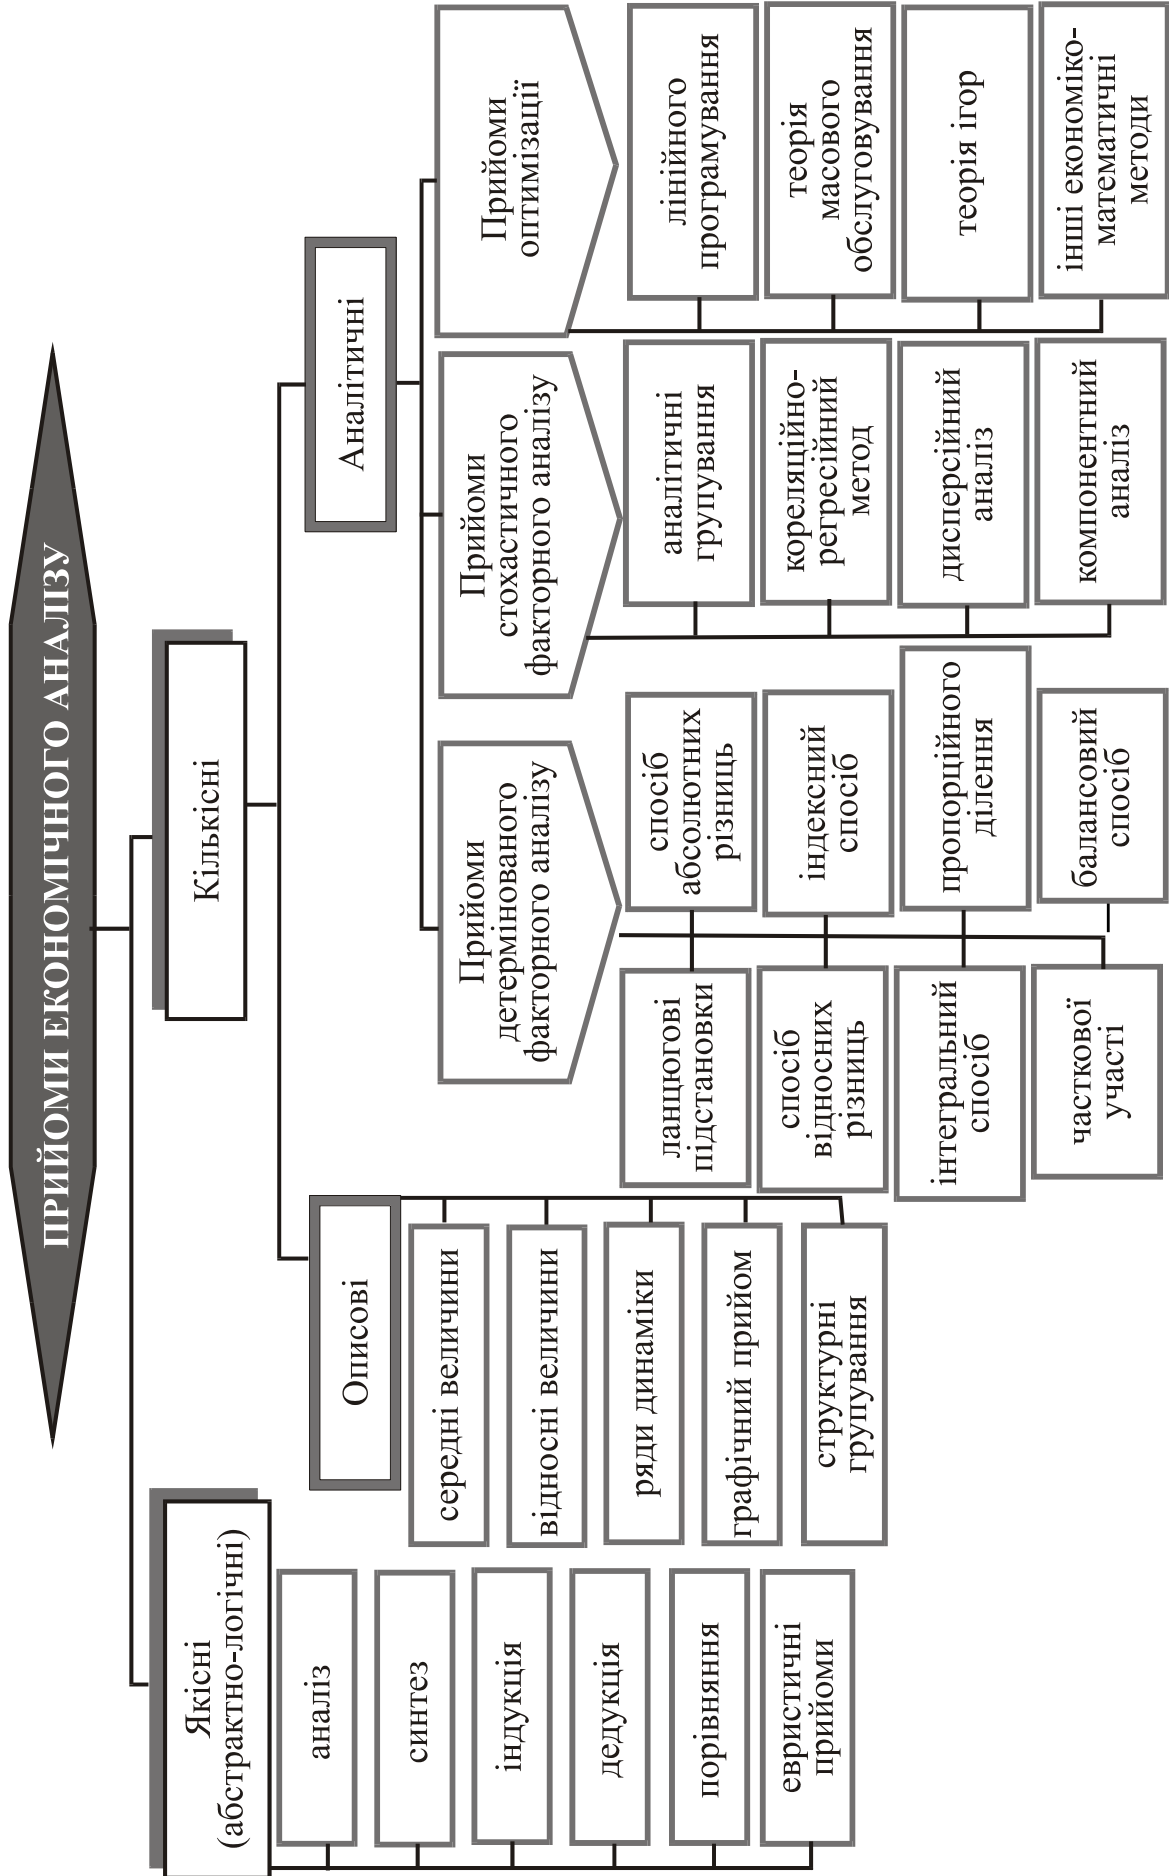 ПРИЙОМИ ЕКОНОМІЧНОГО АНАЛІЗУ
Якісні
(абстрактно-логічні)
аналіз
синтез
індукція
дедукція
порівняння
евристичні
прийоми
Кількісні
Описові
середні величини
відносні величини
ряди динаміки
графічний прийом
структурні
групування
Аналітичні
Прийоми
детермінованого
факторного аналізу
ланцюгові
підстановки
спосіб
абсолютних
різниць
спосіб
відносних
різниць
індексний
спосіб
інтегральний
спосіб
пропорційного
ділення
часткової
участі
балансовий
спосіб
Прийоми
стохастичного
факторного аналізу
аналітичні
групування
кореляційно-
регресійний
метод
дисперсійний
аналіз
компонентний
аналіз
Прийоми
оптимізації
лінійного
програмування
теорія
масового
обслуговування
теорія ігор
інші економіко-
математичні
методи